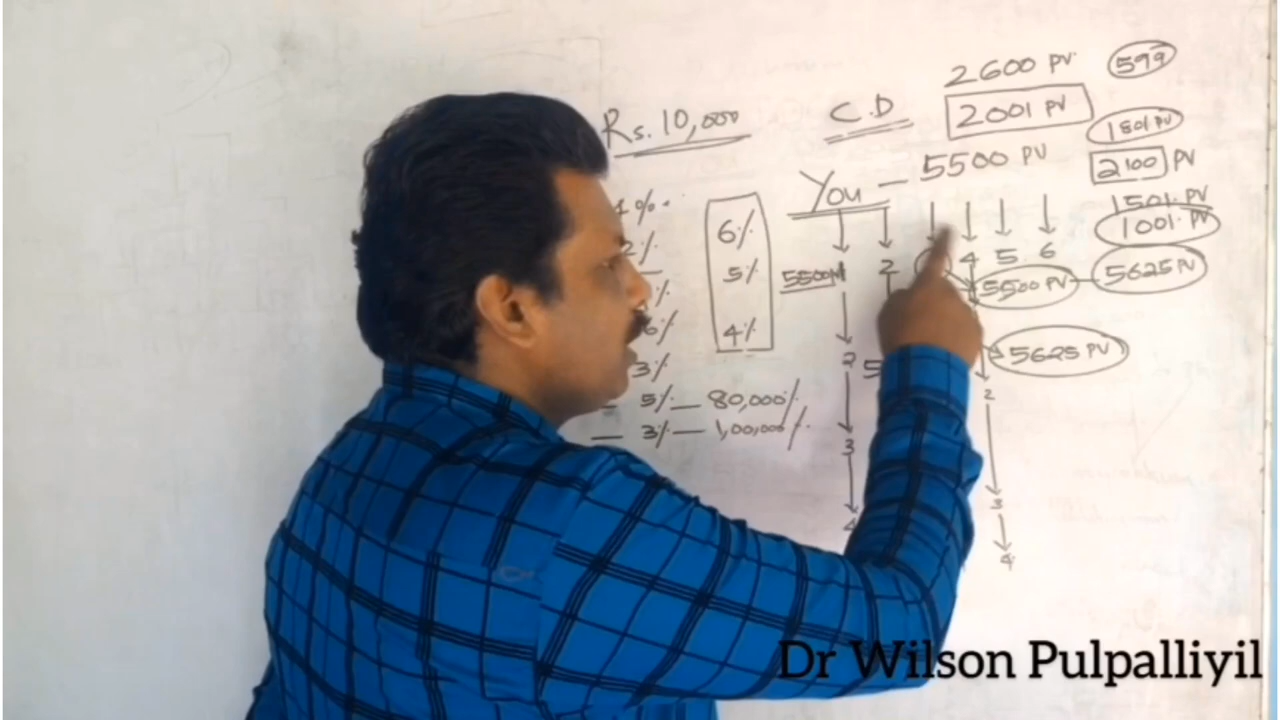 2600 PV 599
Rs. 10,000 C.D 2001 PV
1501 PV
You – 5500 PV 2100 PV
1501 PV
1001 PV
6%
5%
4%
5500PV 2 4 5 6
5500 PV – 5625 PV
2
5625 PV
3%
5% – 80,000/.
3% – 1,00,000/.
2
3
3
4
4
Dr Wilson Pulpalliyil